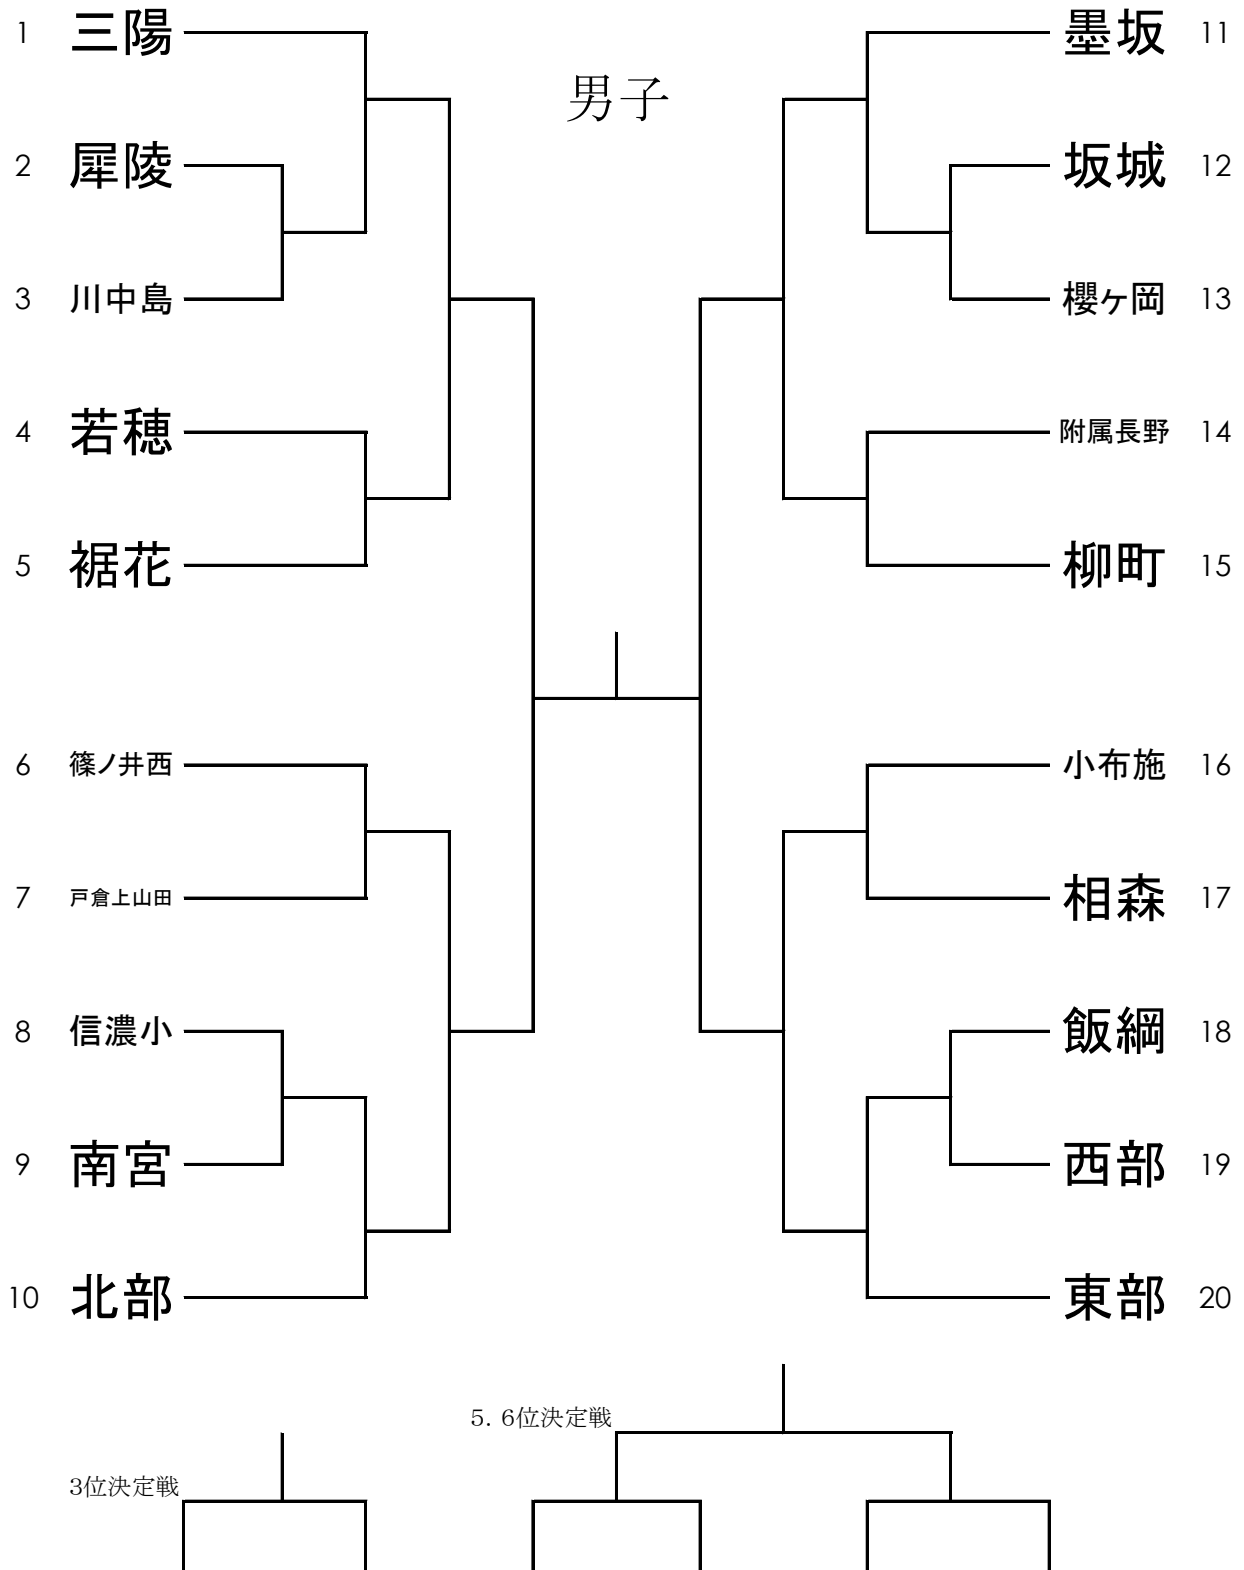 男子
1 三陽
2 犀陵
3 川中島
4 若穂
5 裾花
6 篠ノ井西
7 戸倉上山田
8 信濃小
9 南宮
10 北部
墨坂 11
坂城 12
櫻ヶ岡 13
附属長野 14
柳町 15
小布施 16
相森 17
飯綱 18
西部 19
東部 20
5. 6位決定戦
3位決定戦